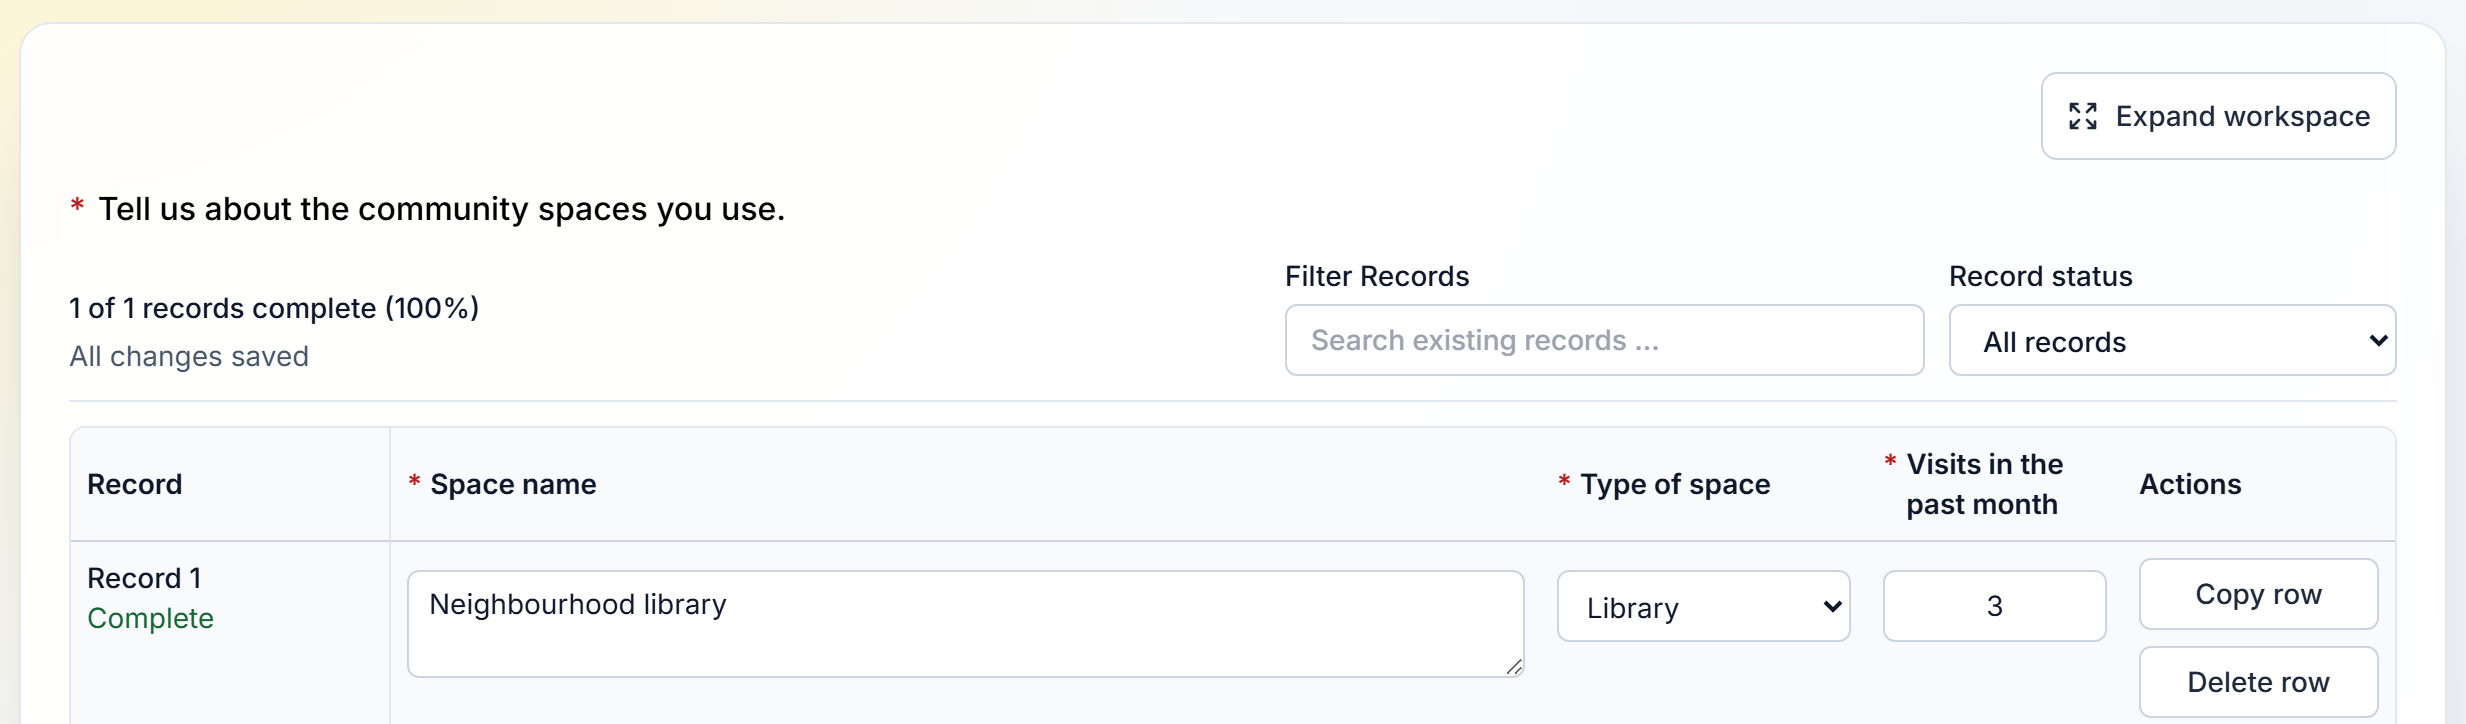 Expand workspace
* Tell us about the community spaces you use.
1 of 1 records complete (100%)
All changes saved
Filter Records
Search existing records ...
Record status
All records
Record
* Space name
* Type of space
* Visits in the
past month
Actions
Record 1
Complete
Neighbourhood library
Library
3
Copy row
Delete row